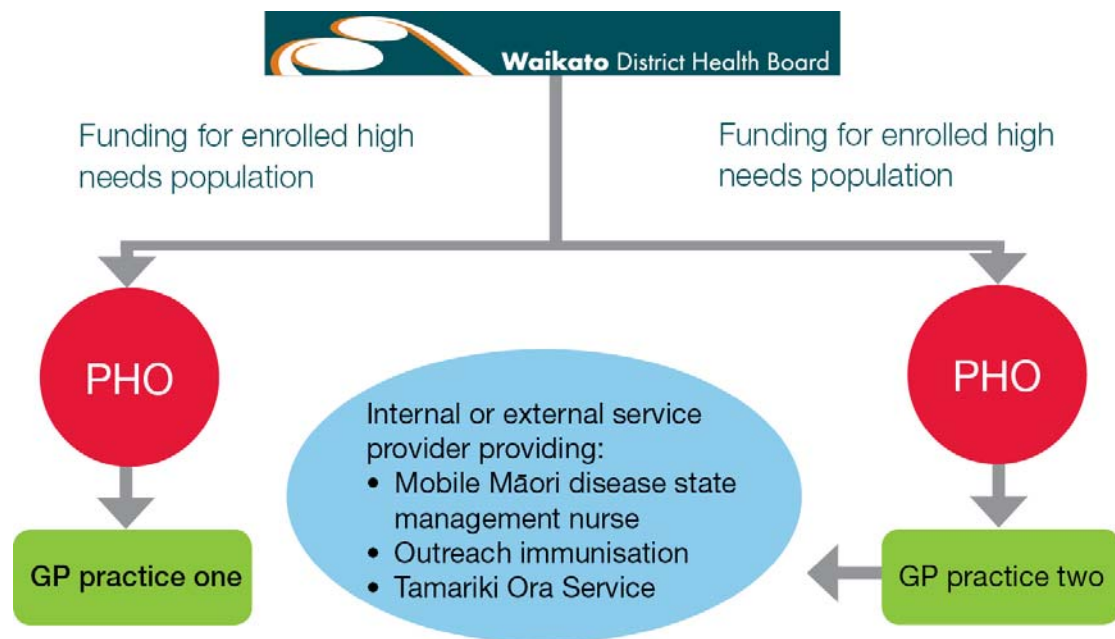 Waikato District Health Board
Funding for enrolled high
needs population
Funding for enrolled high
needs population
PHO
PHO
Internal or external service
provider providing:
• Mobile Māori disease state
management nurse
• Outreach immunisation
• Tamariki Ora Service
GP practice one
GP practice two